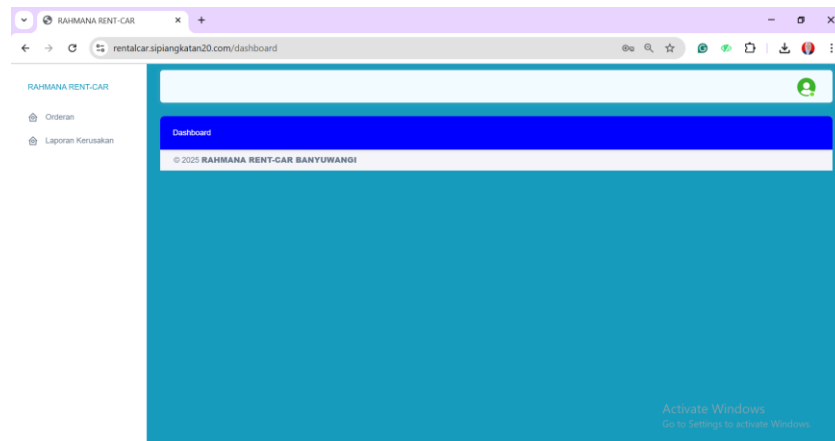 RAHMANA RENT-CAR
rentalcar.sipiangkatan20.com/dashboard
RAHMANA RENT-CAR
Orderan
Laporan Kerusakan
Dashboard
© 2025 RAHMANA RENT-CAR BANYUWANGI
Activate Windows
Go to Settings to activate Windows.